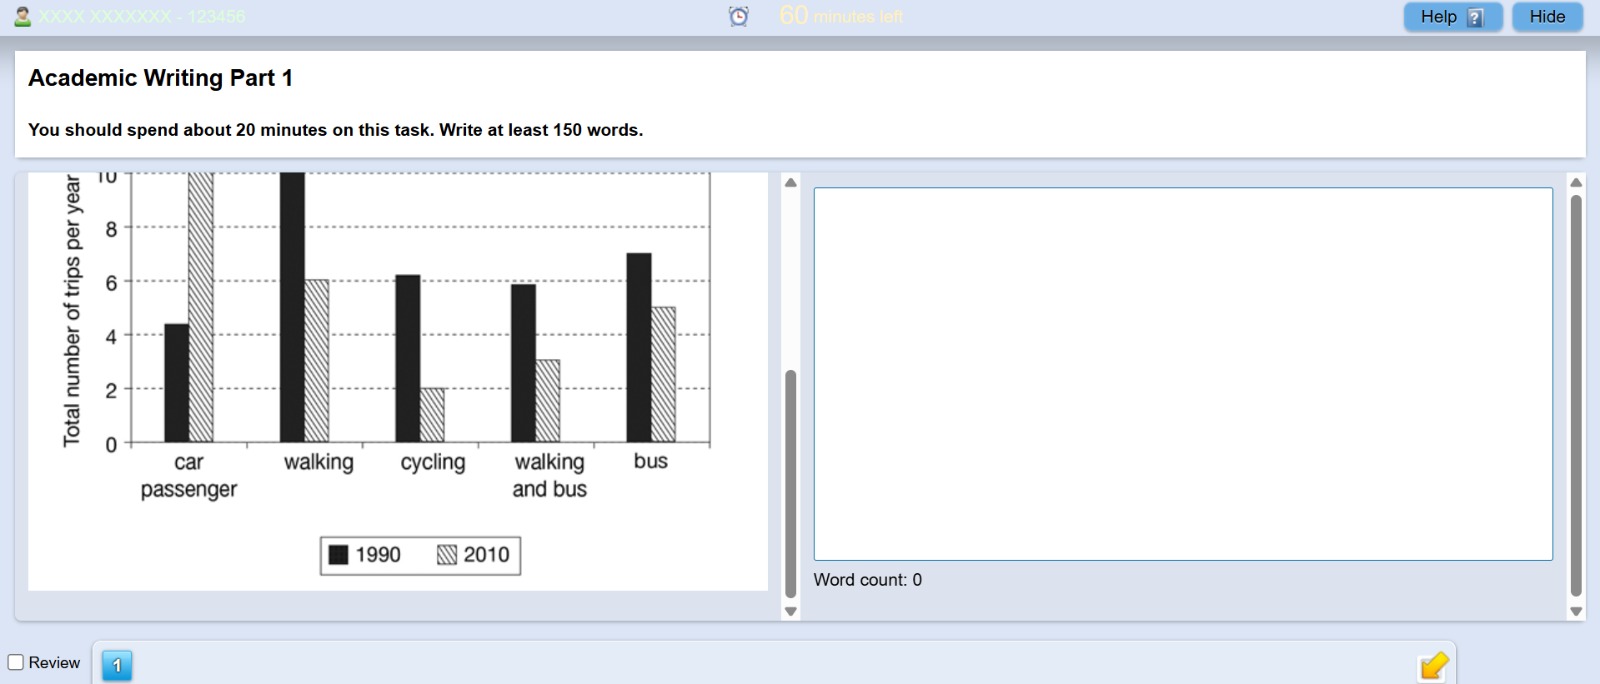 XXXX XXXXXXX - 123456
60 minutes left
Help ?
Hide
Academic Writing Part 1
You should spend about 20 minutes on this task. Write at least 150 words.
Total number of trips per year
10
8
6
4
2
0
car passenger
walking
cycling
walking and bus
bus
1990
2010
Word count: 0
Review
1